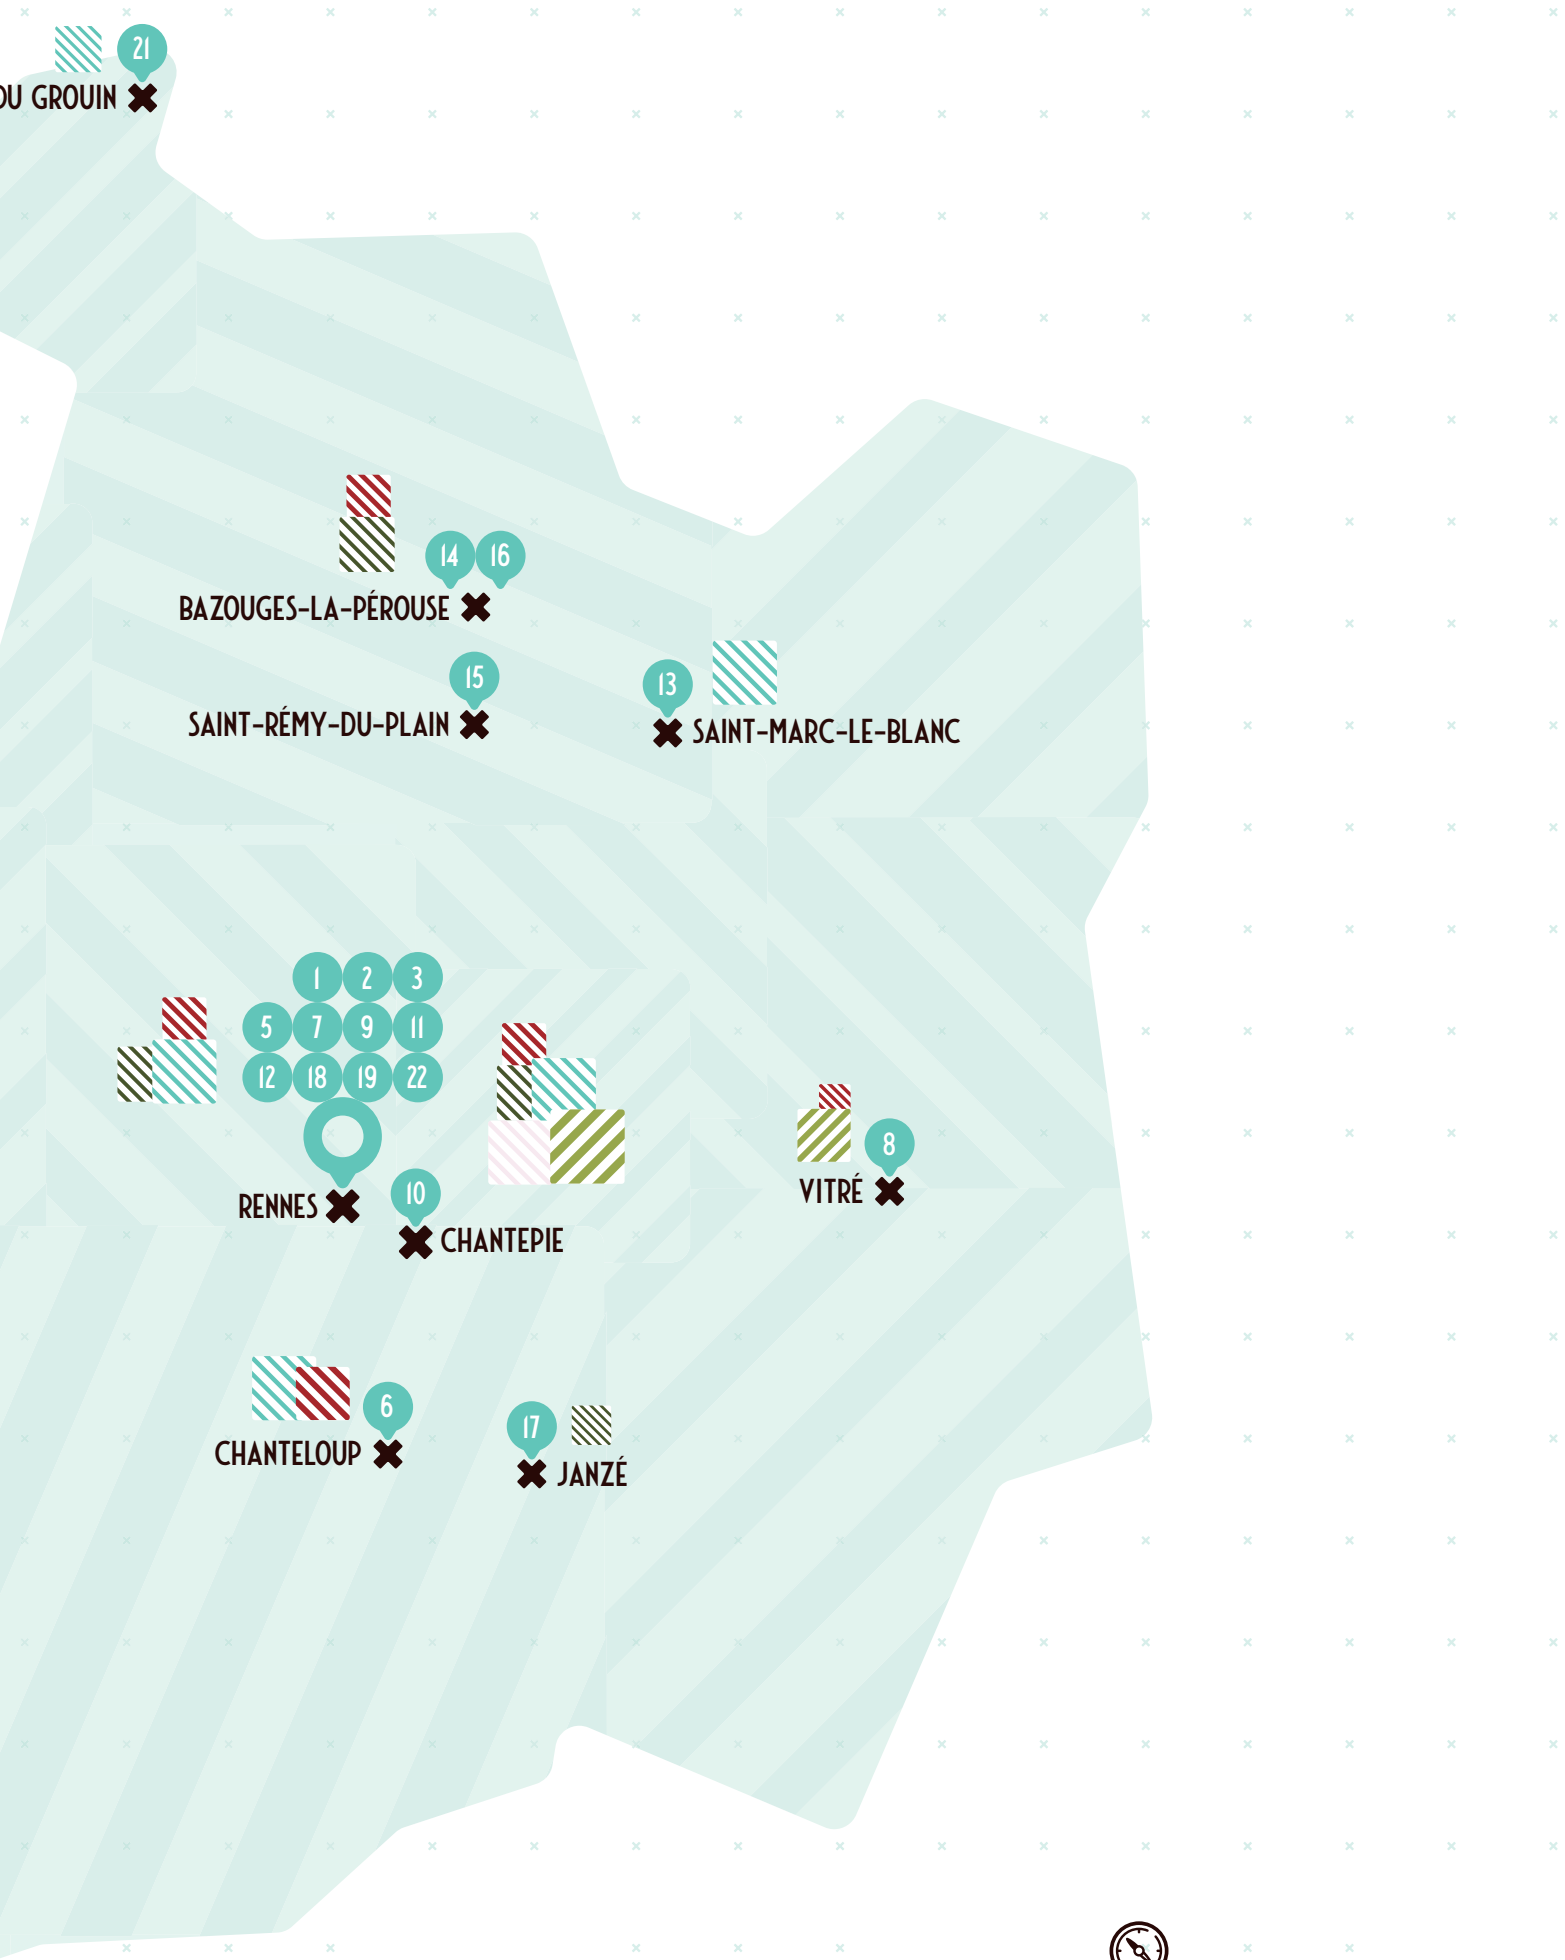 21
DU GROUIN
14 16
BAZOUGES-LA-PÉROUSE
15
SAINT-RÉMY-DU-PLAIN
13
SAINT-MARC-LE-BLANC
1 2 3
5 7 9 11
12 18 19 22
RENNES
10
CHANTEPIE
8
VITRÉ
6
CHANTELOUP
17
JANZÉ